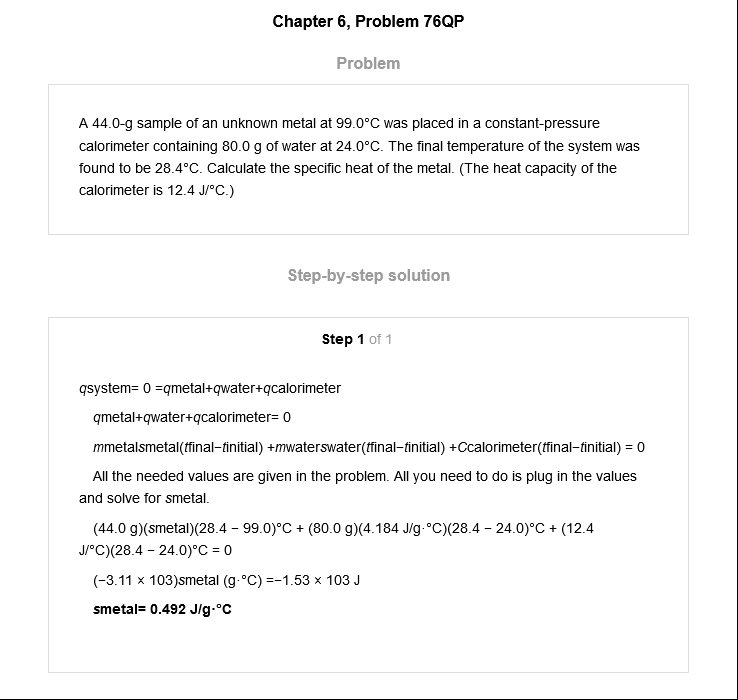 Chapter 6, Problem 76QP
Problem
A 44.0-g sample of an unknown metal at 99.0°C was placed in a constant-pressure
calorimeter containing 80.0 g of water at 24.0°C. The final temperature of the system was
found to be 28.4°C. Calculate the specific heat of the metal. (The heat capacity of the
calorimeter is 12.4 J/°C.)
Step-by-step solution
Step 1 of 1
qsystem= 0 =qmetal+qwater+qcalorimeter
qmetal+qwater+qcalorimeter= 0
mmetalsmetal(tfinal−tinitial) +mwaterswater(tfinal−tinitial) +Ccalorimeter(tfinal−tinitial) = 0
All the needed values are given in the problem. All you need to do is plug in the values
and solve for smetal.
(44.0 g)(smetal)(28.4 − 99.0)°C + (80.0 g)(4.184 J/g·°C)(28.4 − 24.0)°C + (12.4
J/°C)(28.4 − 24.0)°C = 0
(−3.11 × 103)smetal (g·°C) =−1.53 × 103 J
smetal= 0.492 J/g·°C